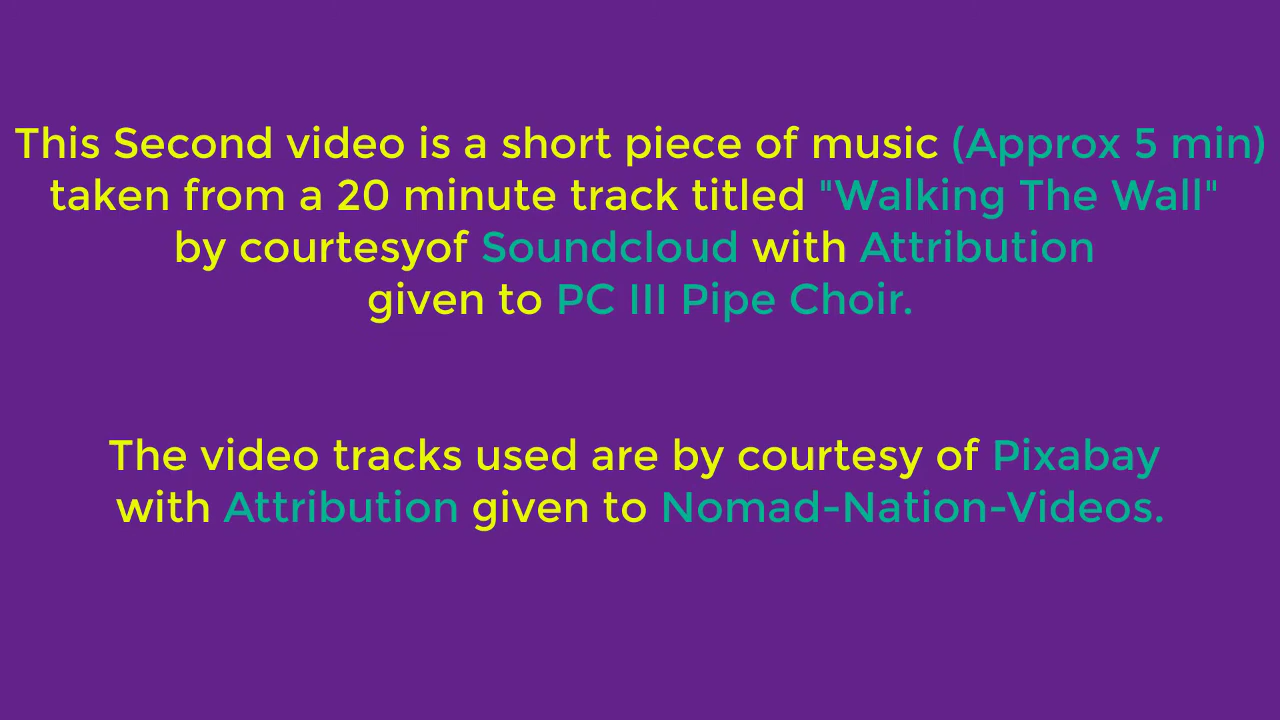 This Second video is a short piece of music (Approx 5 min)
taken from a 20 minute track titled "Walking The Wall"
by courtesyof Soundcloud with Attribution
given to PC III Pipe Choir.
The video tracks used are by courtesy of Pixabay
with Attribution given to Nomad-Nation-Videos.